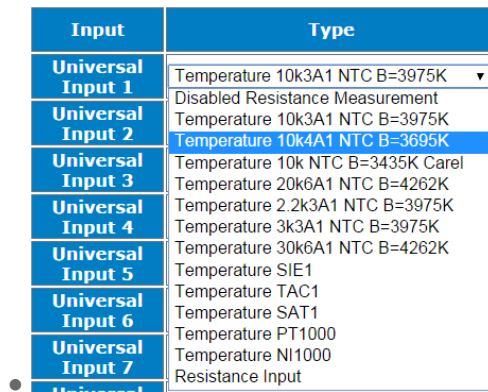 Input Type
Universal Input 1
Temperature 10k3A1 NTC B=3975K
Disabled Resistance Measurement
Temperature 10k3A1 NTC B=3975K
Temperature 10k4A1 NTC B=3695K
Temperature 10k NTC B=3435K Carel
Temperature 20k6A1 NTC B=4262K
Temperature 2.2k3A1 NTC B=3975K
Temperature 3k3A1 NTC B=3975K
Temperature 30k6A1 NTC B=4262K
Temperature SIE1
Temperature TAC1
Temperature SAT1
Temperature PT1000
Temperature NI1000
Resistance Input
Universal
Input 2
Universal
Input 3
Universal
Input 4
Universal
Input 5
Universal
Input 6
Universal
Input 7